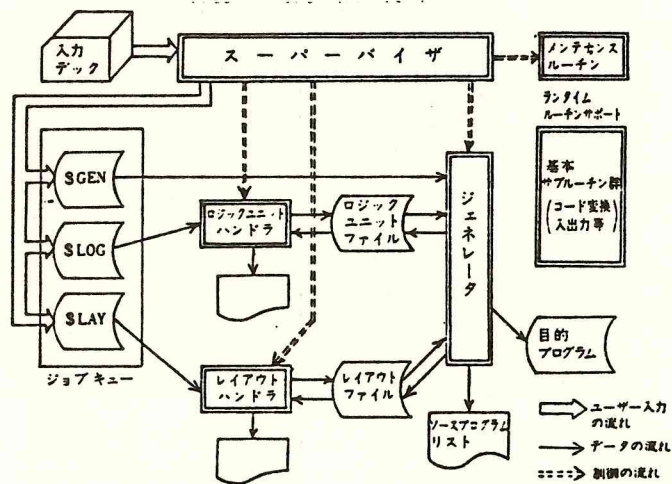 入力
デック
スーパーバイザ
メンテセンス
ルーチン
ランタイム
ルーチンサポート
基本
サブルーチン群
(コード変換
入出力等)
$GEN
$LOG
$LAY
ジョブキュー
ロジックユニット
ハンドラ
ロジック
ユニット
ファイル
ジェネレータ
レイアウト
ハンドラ
レイアウト
ファイル
目的
プログラム
ソースプログラム
リスト
ユーザー入力
の流れ
データの流れ
制御の流れ